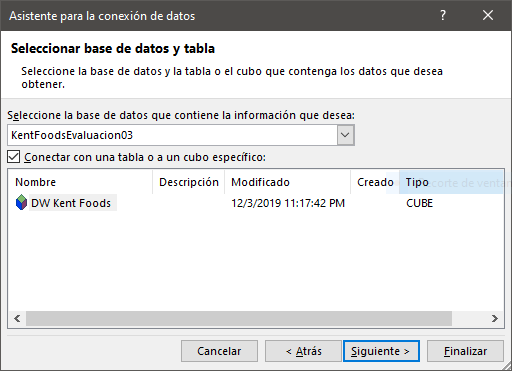 Asistente para la conexión de datos
?
Seleccionar base de datos y tabla
Seleccione la base de datos y la tabla o el cubo que contenga los datos que desea
obtener.
Seleccione la base de datos que contiene la información que desea:
KentFoodsEvaluacion03
Conectar con una tabla o a un cubo específico:
Nombre Descripción Modificado Creado Tipo
DW Kent Foods 12/3/2019 11:17:42 PM CUBE
Cancelar < Atrás Siguiente > Finalizar